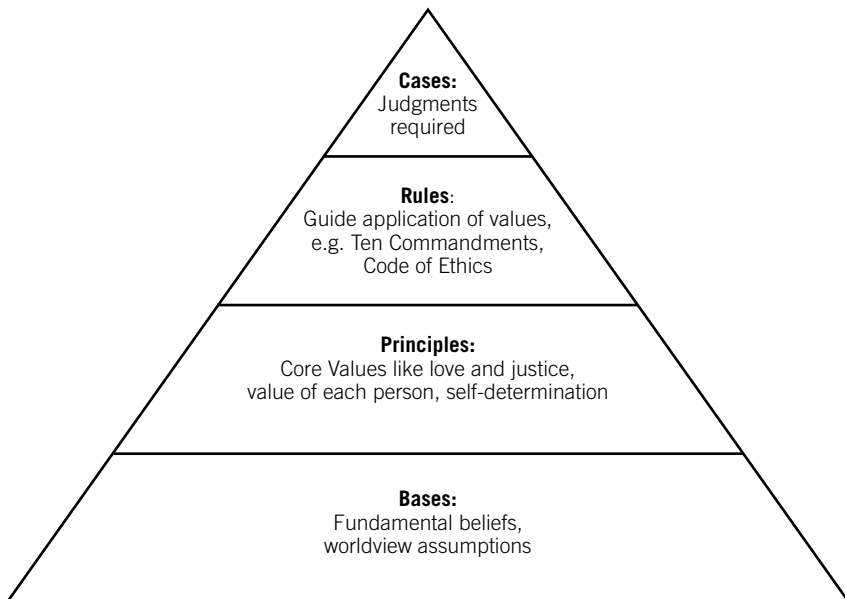 Cases:
Judgments
required
Rules:
Guide application of values,
e.g. Ten Commandments,
Code of Ethics
Principles:
Core Values like love and justice,
value of each person, self-determination
Bases:
Fundamental beliefs,
worldview assumptions